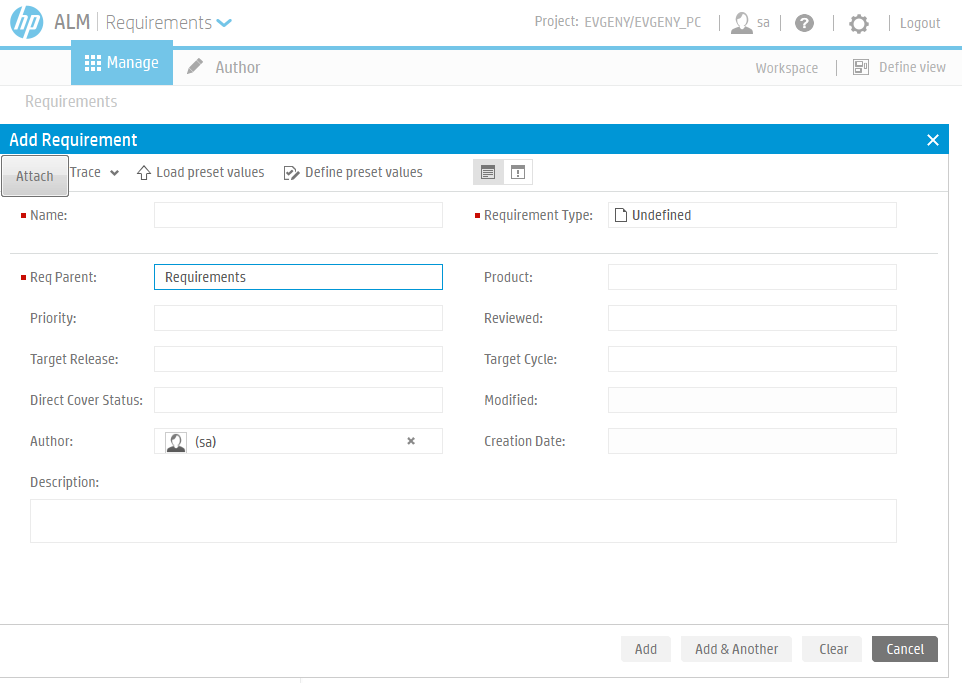 hp ALM Requirements Project: EVGENY/EVGENY_PC sa ? Logout
Manage Author Workspace Define view
Requirements
Add Requirement
Attach Trace Load preset values Define preset values
Name: Requirement Type: Undefined
Req Parent: Requirements Product:
Priority: Reviewed:
Target Release: Target Cycle:
Direct Cover Status: Modified:
Author: (sa) Creation Date:
Description:
Add Add & Another Clear Cancel